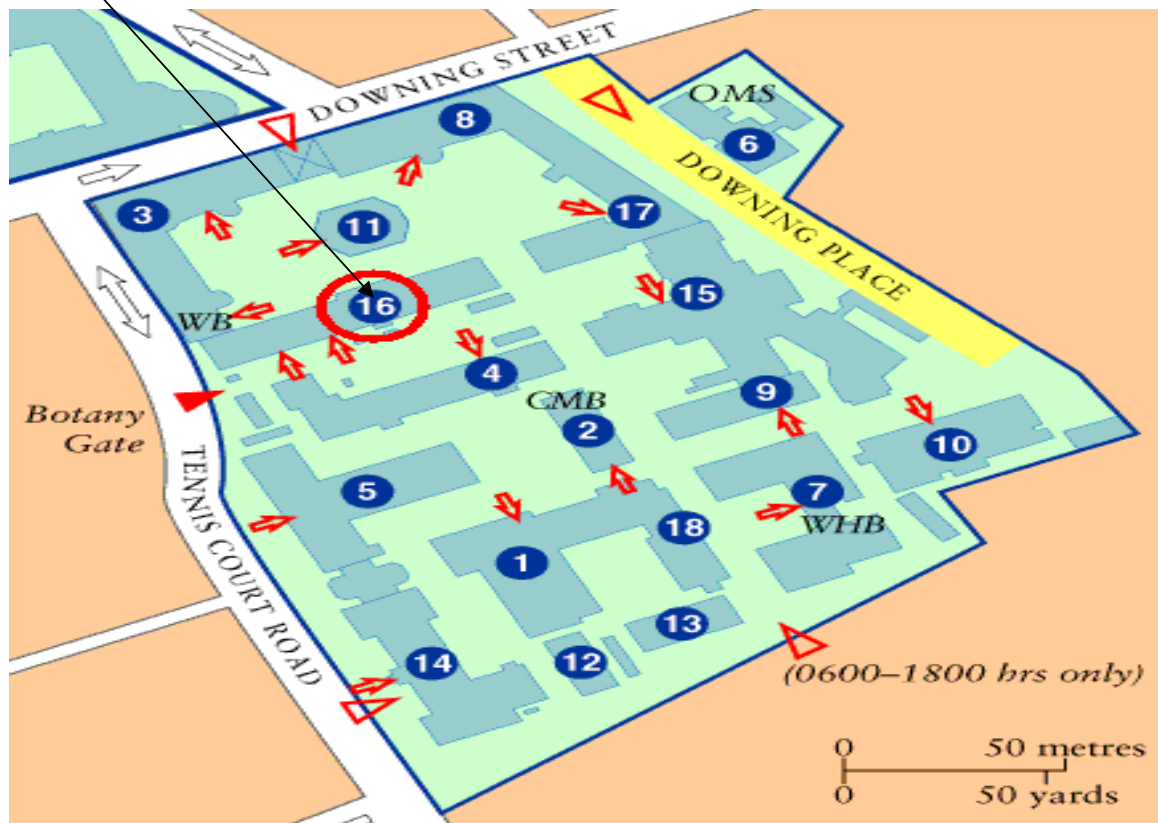 DOWNING STREET
OMS
6
8
DOWNING PLACE
3
17
11
15
16
WB
4
9
CMB
2
Botany
Gate
10
TENNIS COURT ROAD
5
7
WHB
18
1
13
14
12
(0600–1800 hrs only)
0 50 metres
0 50 yards